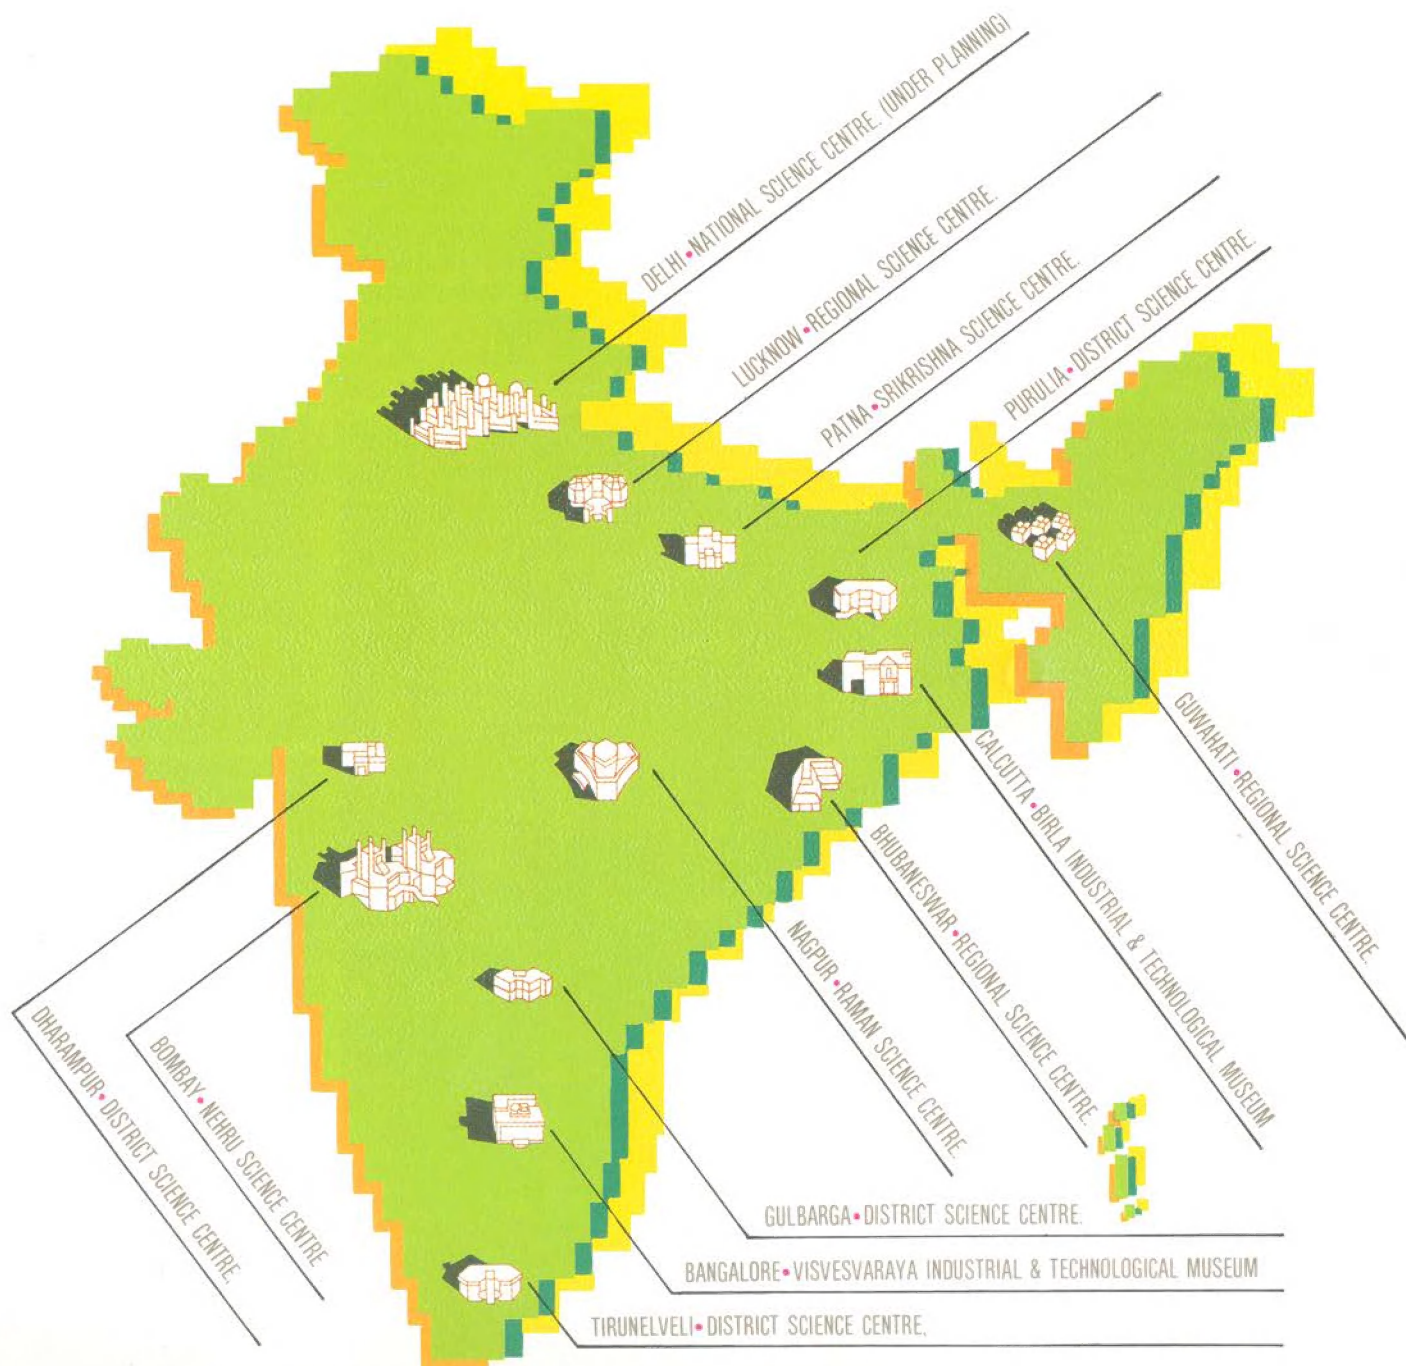 DELHI•NATIONAL SCIENCE CENTRE. (UNDER PLANNING)
LUCKNOW•REGIONAL SCIENCE CENTRE.
PATNA•SRIKRISHNA SCIENCE CENTRE.
PURULIA•DISTRICT SCIENCE CENTRE.
GUWAHATI•REGIONAL SCIENCE CENTRE.
CALCUTTA•BIRLA INDUSTRIAL & TECHNOLOGICAL MUSEUM
BHUBANESWAR•REGIONAL SCIENCE CENTRE.
NAGPUR•RAMAN SCIENCE CENTRE.
DHARAMPUR•DISTRICT SCIENCE CENTRE.
BOMBAY•NEHRU SCIENCE CENTRE
GULBARGA•DISTRICT SCIENCE CENTRE.
BANGALORE•VISVESVARAYA INDUSTRIAL & TECHNOLOGICAL MUSEUM
TIRUNELVELI•DISTRICT SCIENCE CENTRE,